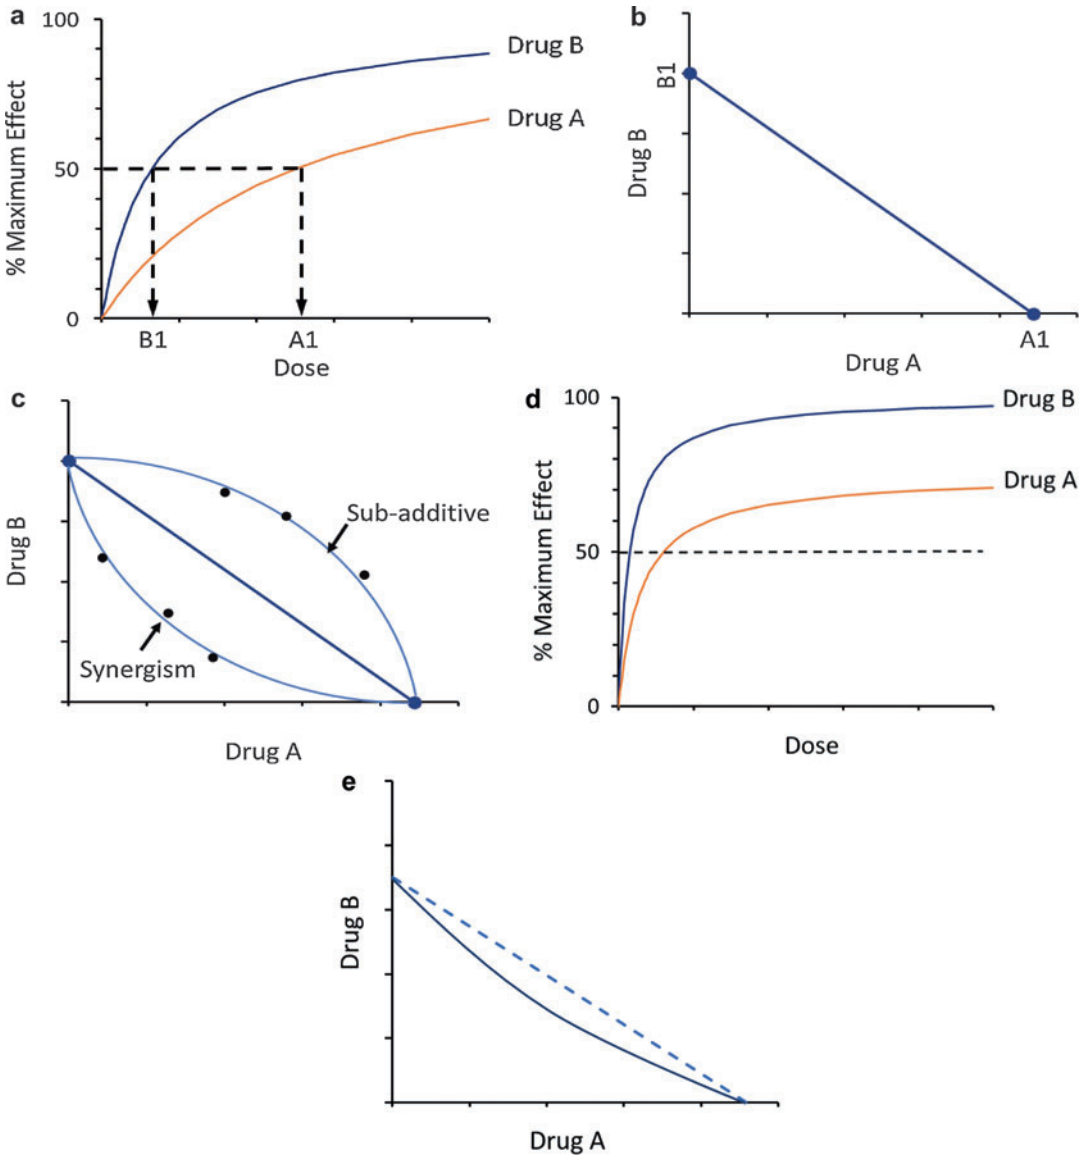 a
100
50
0
% Maximum Effect
Drug B
Drug A
B1
A1
Dose
b
B1
Drug B
A1
Drug A
c
Drug B
Sub-additive
Synergism
Drug A
d
100
50
0
% Maximum Effect
Drug B
Drug A
Dose
e
Drug B
Drug A